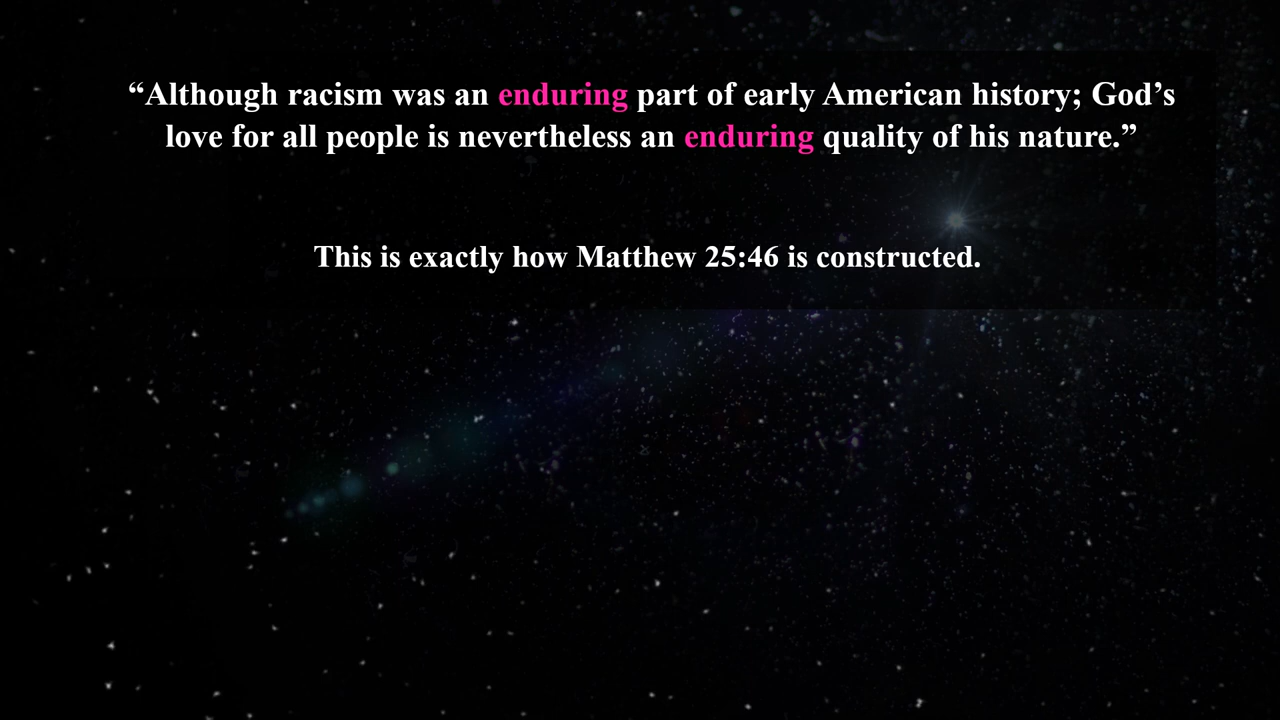 “Although racism was an enduring part of early American history; God’s
love for all people is nevertheless an enduring quality of his nature.”
This is exactly how Matthew 25:46 is constructed.